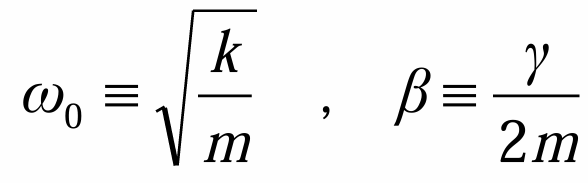 ω₀ ≡ √(k/m) , β ≡ γ/2m